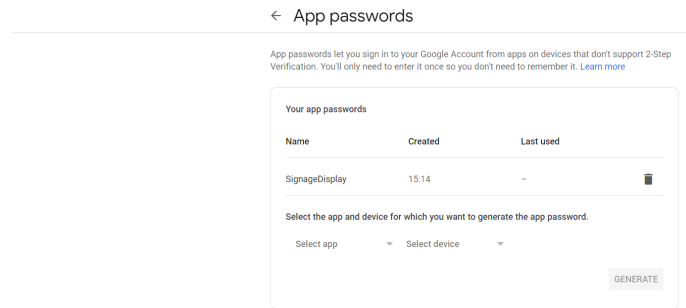 App passwords
App passwords let you sign in to your Google Account from apps on devices that don't support 2-Step
Verification. You'll only need to enter it once so you don't need to remember it. Learn more
Your app passwords
Name Created Last used
SignageDisplay 15:14 –
Select the app and device for which you want to generate the app password.
Select app Select device
GENERATE